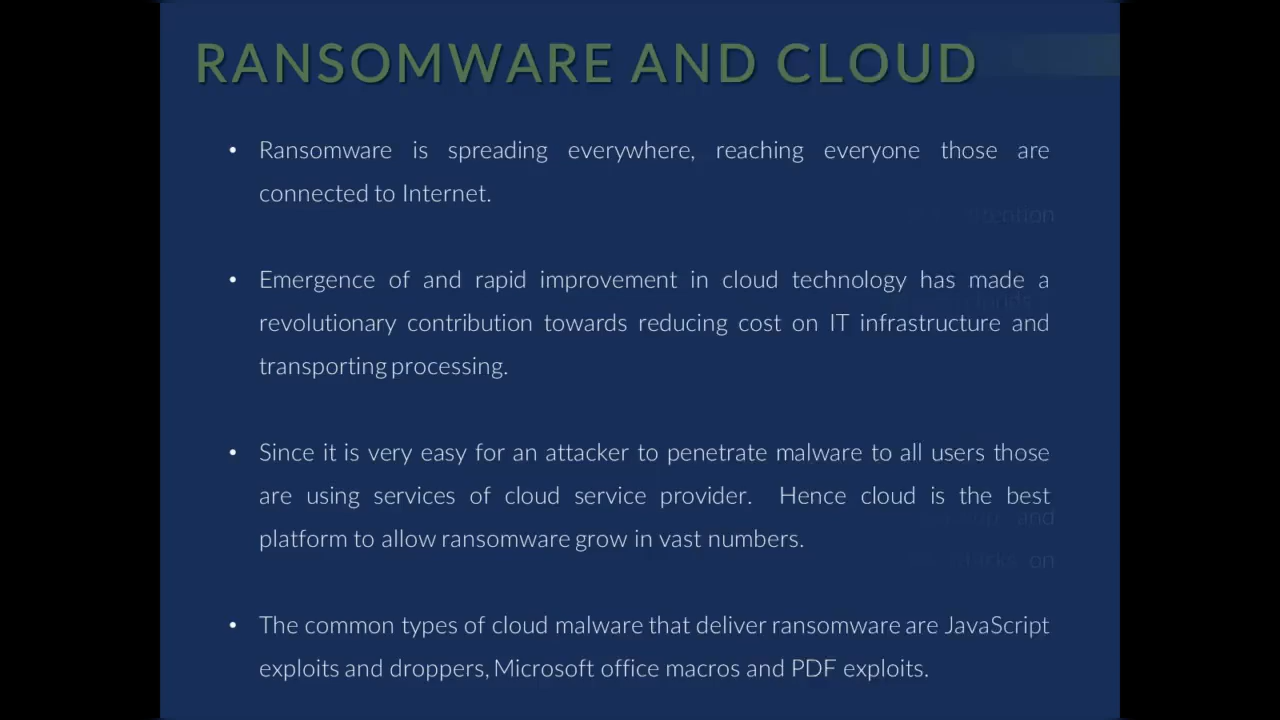 RANSOMWARE AND CLOUD
• Ransomware is spreading everywhere, reaching everyone those are
connected to Internet.
• Emergence of and rapid improvement in cloud technology has made a
revolutionary contribution towards reducing cost on IT infrastructure and
transporting processing.
• Since it is very easy for an attacker to penetrate malware to all users those
are using services of cloud service provider.  Hence cloud is the best
platform to allow ransomware grow in vast numbers.
• The common types of cloud malware that deliver ransomware are JavaScript
exploits and droppers, Microsoft office macros and PDF exploits.
and
on